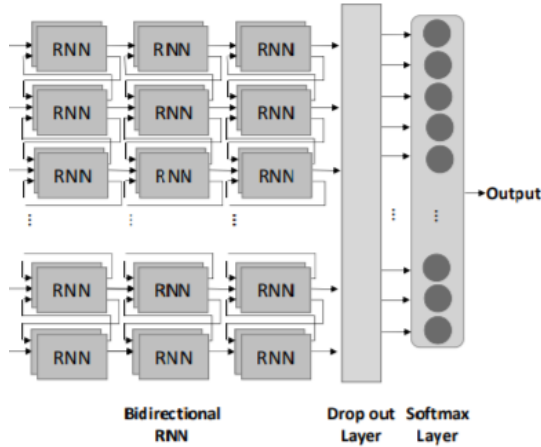 RNN RNN RNN
RNN RNN RNN
RNN RNN RNN
Output
... ... ... ... ...
RNN RNN RNN
RNN RNN RNN
Bidirectional RNN
Drop out Layer
Softmax Layer